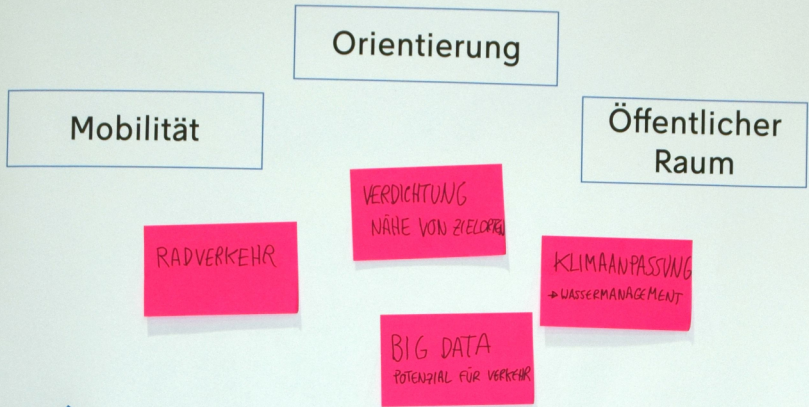 Orientierung
Mobilität
Öffentlicher
Raum
VERDICHTUNG
NÄHE VON ZIELORTEN
RADVERKEHR
KLIMAANPASSUNG
→ WASSERMANAGEMENT
BIG DATA
POTENZIAL FÜR VERKEHR